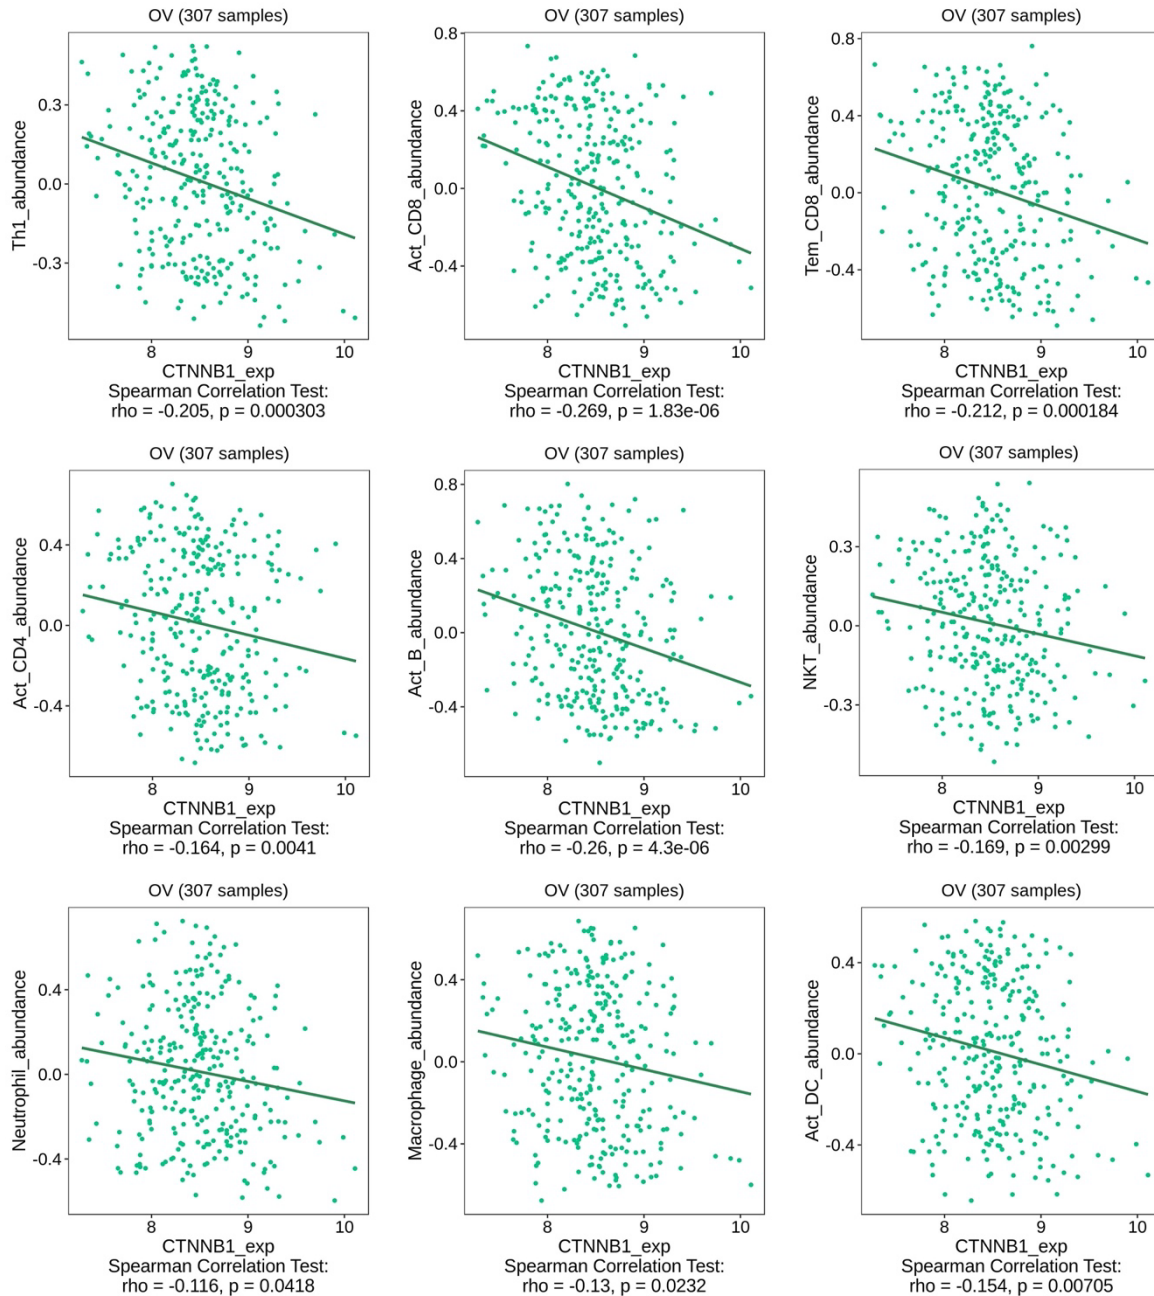 OV (307 samples)
Th1_abundance
0.3
0.0
-0.3
8 9 10
CTNNB1_exp
Spearman Correlation Test:
rho = -0.205, p = 0.000303
OV (307 samples)
Act_CD8_abundance
0.8
0.4
0.0
-0.4
8 9 10
CTNNB1_exp
Spearman Correlation Test:
rho = -0.269, p = 1.83e-06
OV (307 samples)
Tem_CD8_abundance
0.8
0.4
0.0
-0.4
8 9 10
CTNNB1_exp
Spearman Correlation Test:
rho = -0.212, p = 0.000184
OV (307 samples)
Act_CD4_abundance
0.4
0.0
-0.4
8 9 10
CTNNB1_exp
Spearman Correlation Test:
rho = -0.164, p = 0.0041
OV (307 samples)
Act_B_abundance
0.8
0.4
0.0
-0.4
8 9 10
CTNNB1_exp
Spearman Correlation Test:
rho = -0.26, p = 4.3e-06
OV (307 samples)
NKT_abundance
0.3
0.0
-0.3
8 9 10
CTNNB1_exp
Spearman Correlation Test:
rho = -0.169, p = 0.00299
OV (307 samples)
Neutrophil_abundance
0.4
0.0
-0.4
8 9 10
CTNNB1_exp
Spearman Correlation Test:
rho = -0.116, p = 0.0418
OV (307 samples)
Macrophage_abundance
0.4
0.0
-0.4
8 9 10
CTNNB1_exp
Spearman Correlation Test:
rho = -0.13, p = 0.0232
OV (307 samples)
Act_DC_abundance
0.4
0.0
-0.4
8 9 10
CTNNB1_exp
Spearman Correlation Test:
rho = -0.154, p = 0.00705